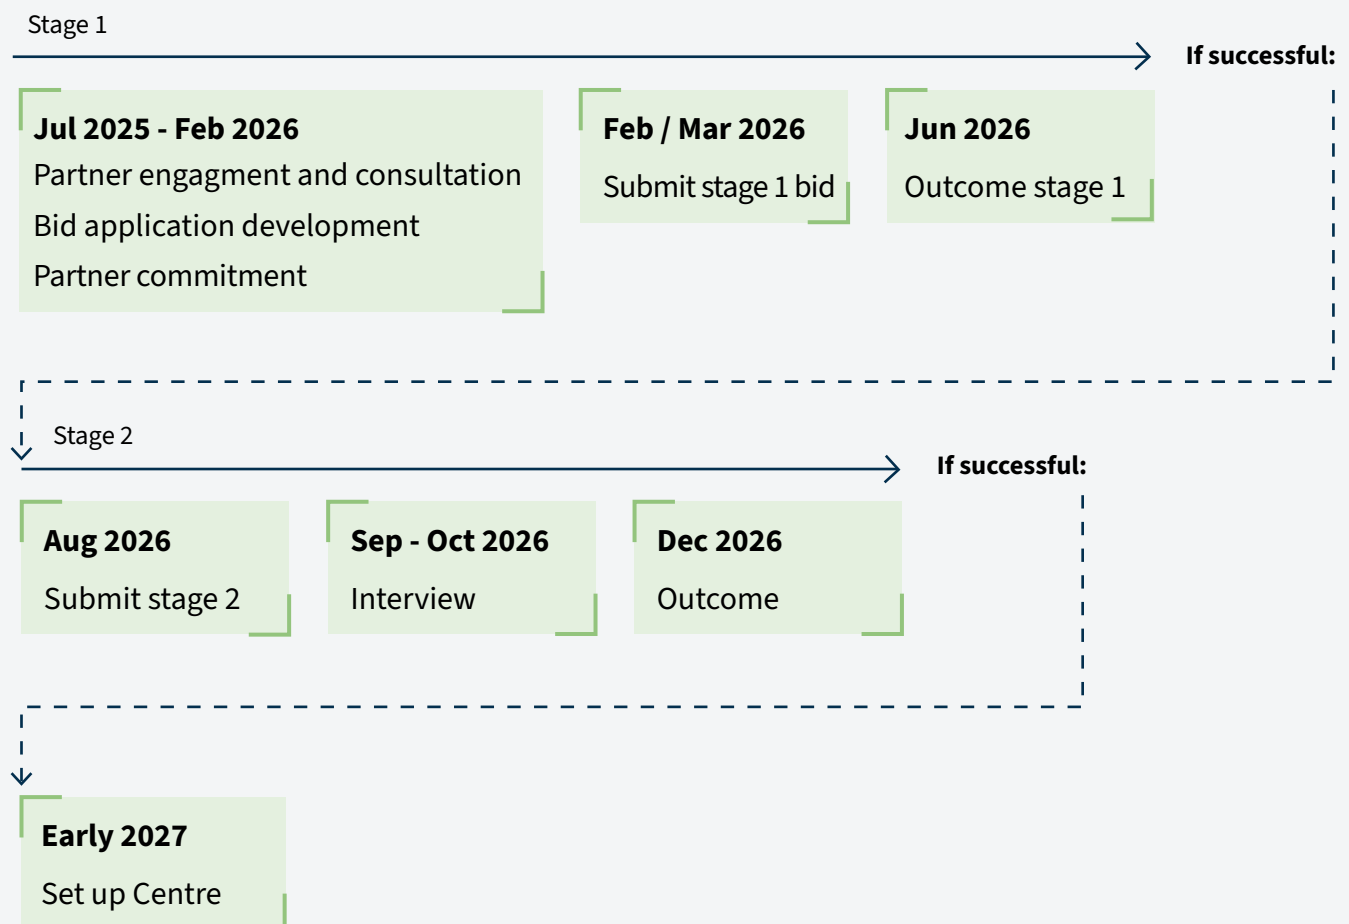 Stage 1
If successful:
Jul 2025 - Feb 2026
Partner engagment and consultation
Bid application development
Partner commitment
Feb / Mar 2026
Submit stage 1 bid
Jun 2026
Outcome stage 1
Stage 2
If successful:
Aug 2026
Submit stage 2
Sep - Oct 2026
Interview
Dec 2026
Outcome
Early 2027
Set up Centre